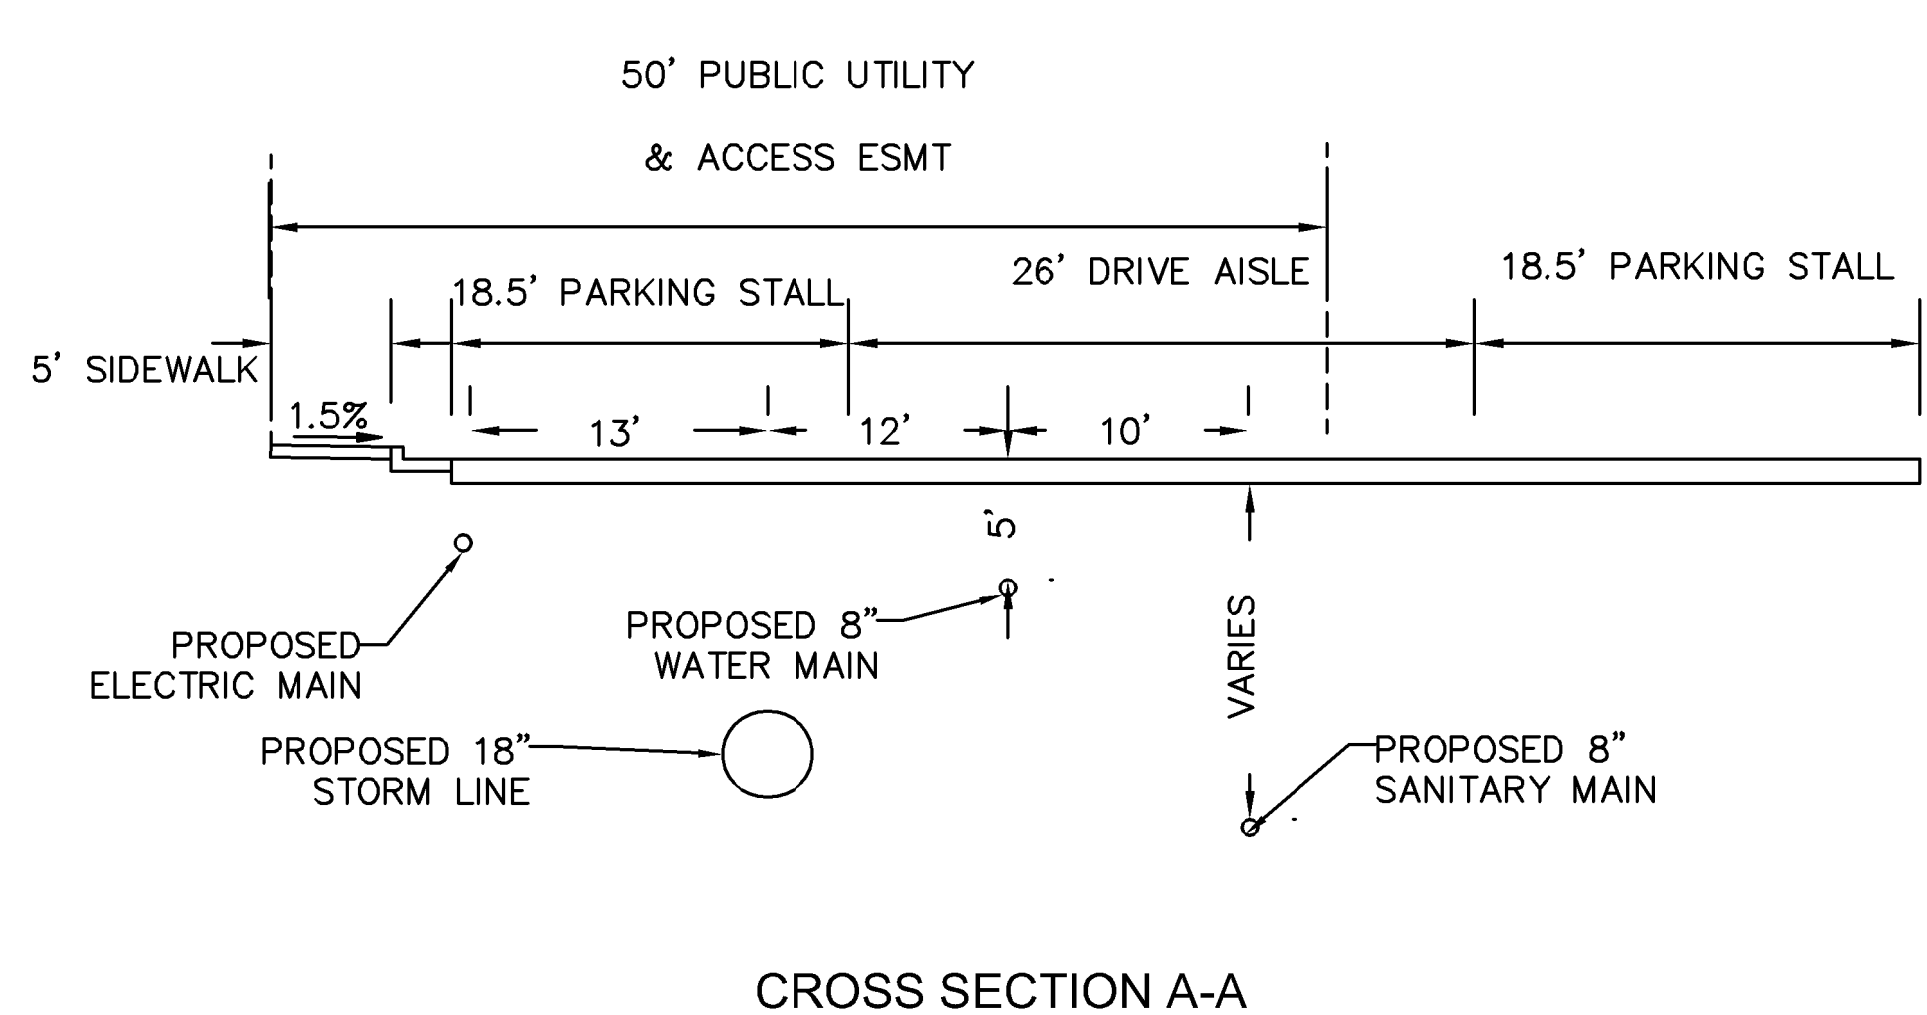 50' PUBLIC UTILITY
& ACCESS ESMT
26' DRIVE AISLE
18.5' PARKING STALL
18.5' PARKING STALL
5' SIDEWALK
1.5%
13'
12'
10'
5'
VARIES
PROPOSED
ELECTRIC MAIN
PROPOSED 8"
WATER MAIN
PROPOSED 18"
STORM LINE
PROPOSED 8"
SANITARY MAIN
CROSS SECTION A-A